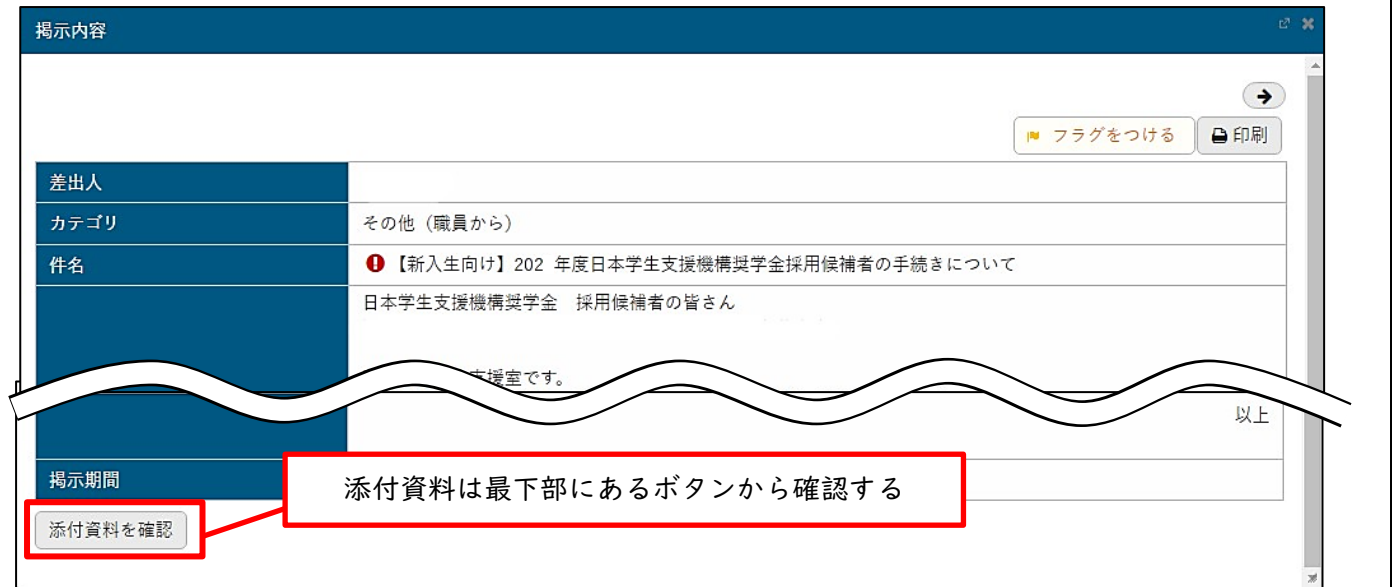 掲示内容
フラグをつける 印刷
差出人
カテゴリ その他（職員から）
件名 【新入生向け】202 年度日本学生支援機構奨学金採用候補者の手続きについて
日本学生支援機構奨学金　採用候補者の皆さん
支援室です。
以上
掲示期間
添付資料は最下部にあるボタンから確認する
添付資料を確認